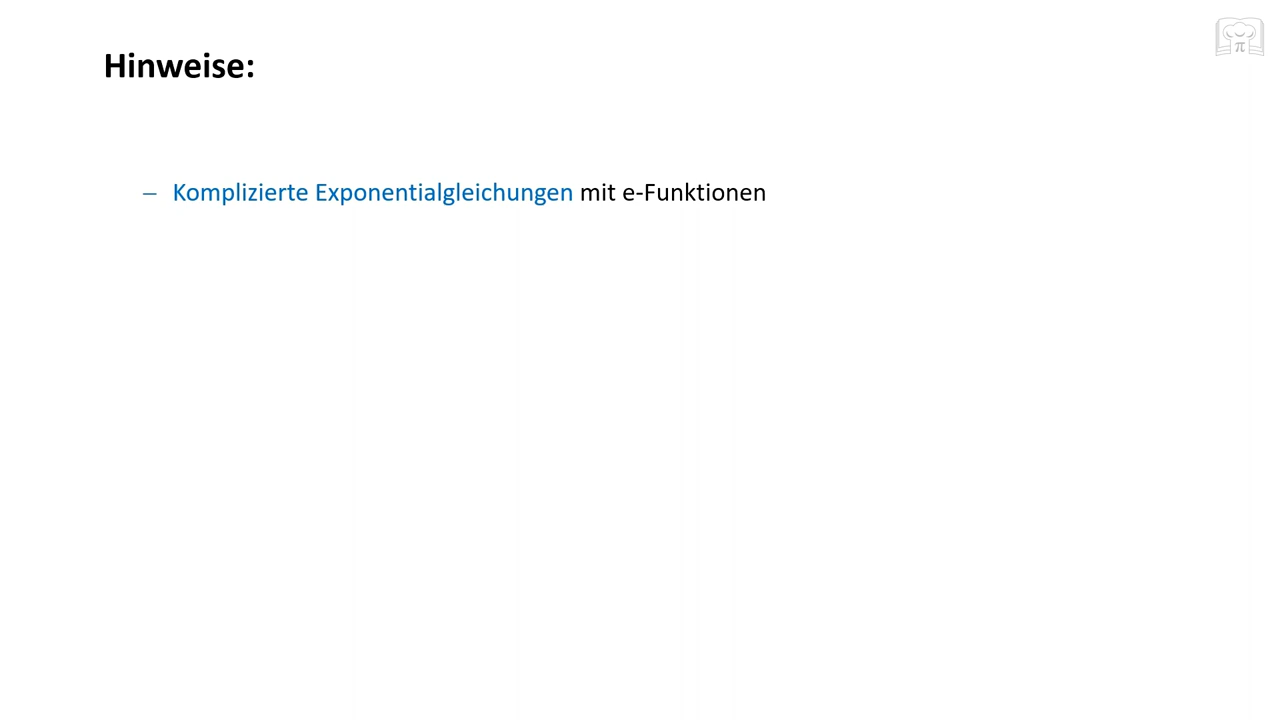 Hinweise:
– Komplizierte Exponentialgleichungen mit e-Funktionen
π